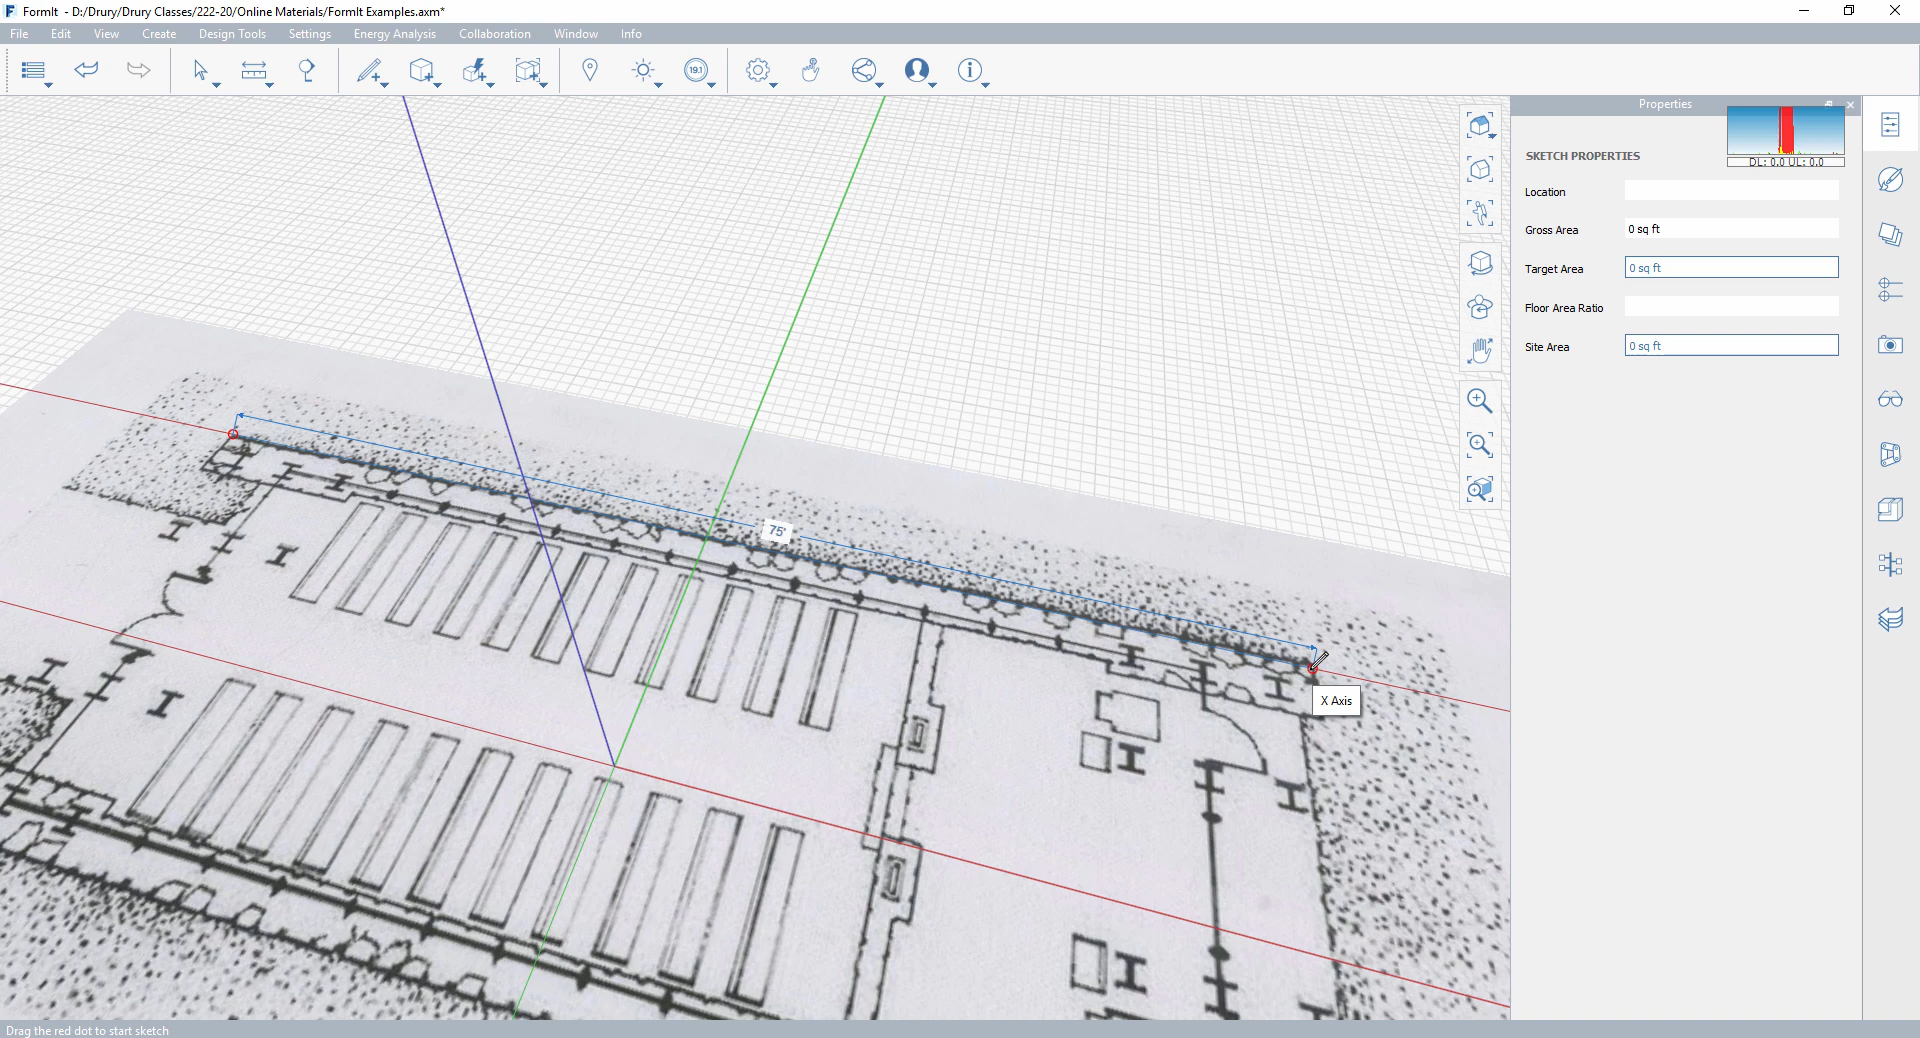 FormIt - D:/Drury/Drury Classes/222-20/Online Materials/FormIt Examples.axm*
File Edit View Create Design Tools Settings Energy Analysis Collaboration Window Info
19.1
Properties
DL: 0.0 UL: 0.0
SKETCH PROPERTIES
Location
Gross Area 0 sq ft
Target Area 0 sq ft
Floor Area Ratio
Site Area 0 sq ft
75'
X Axis
Drag the red dot to start sketch